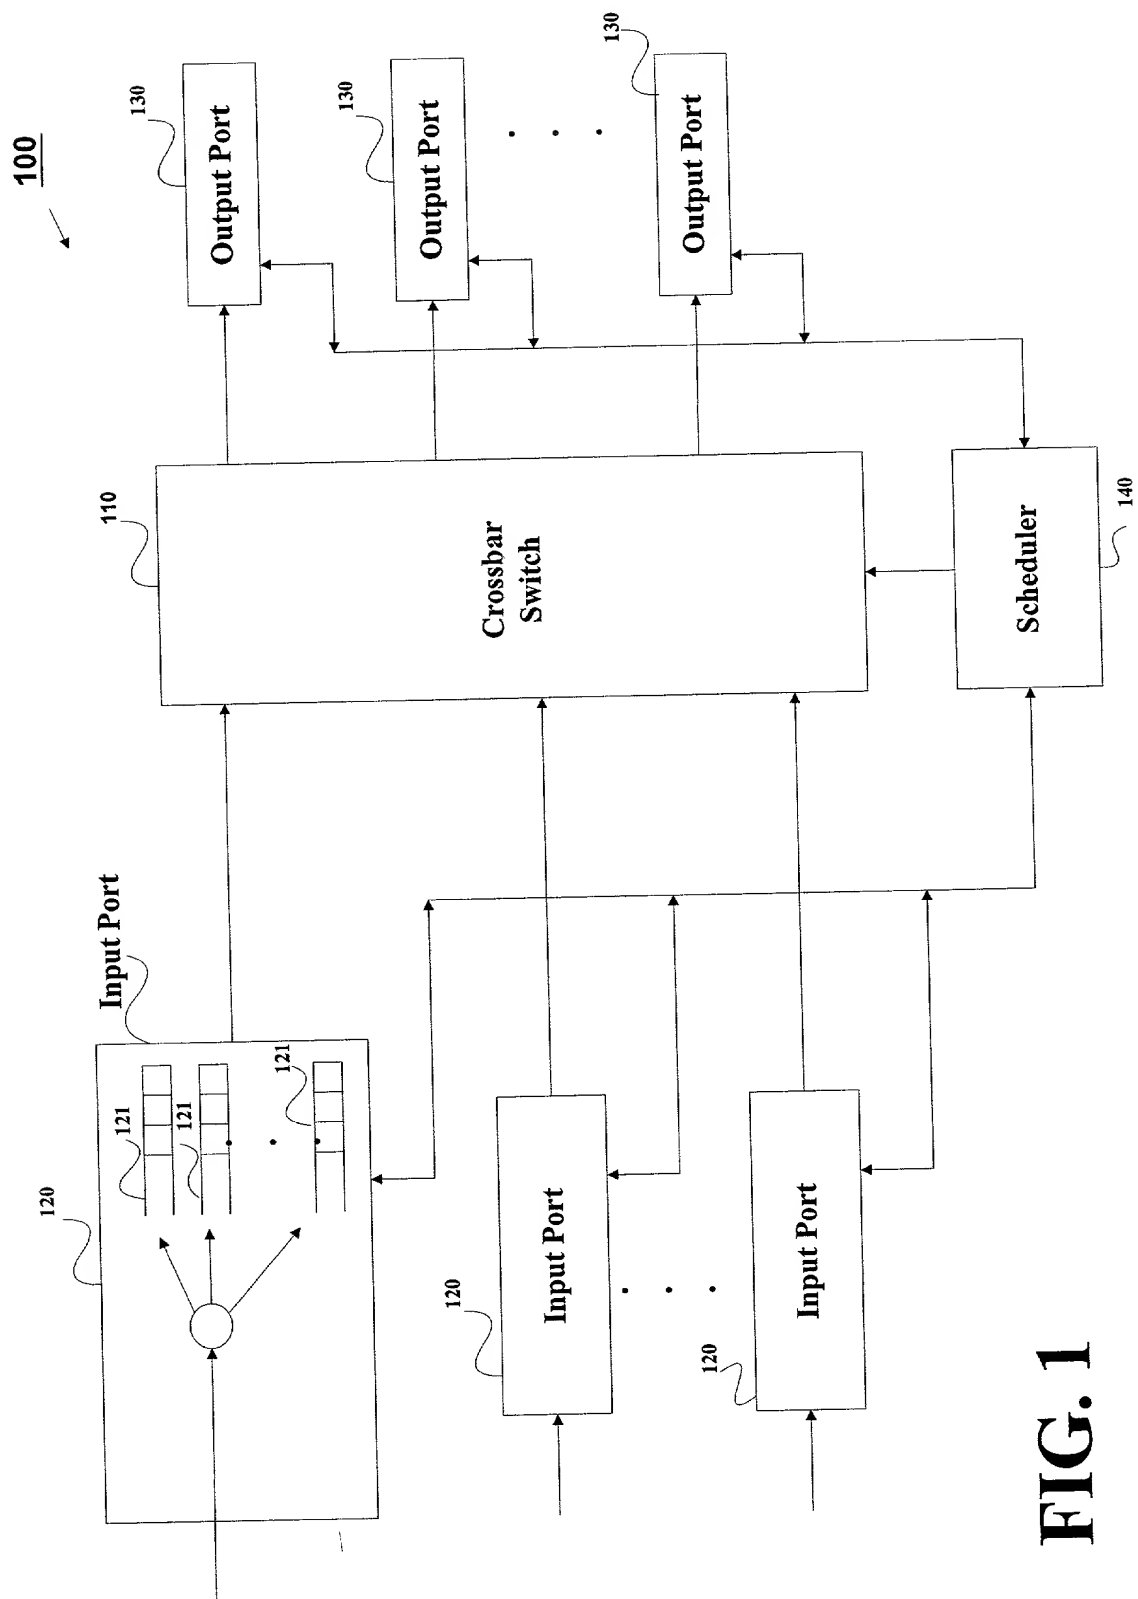 100
Input Port
120
121
121
121
120
Input Port
120
Input Port
110
Crossbar
Switch
130
Output Port
130
Output Port
130
Output Port
Scheduler
140
FIG. 1